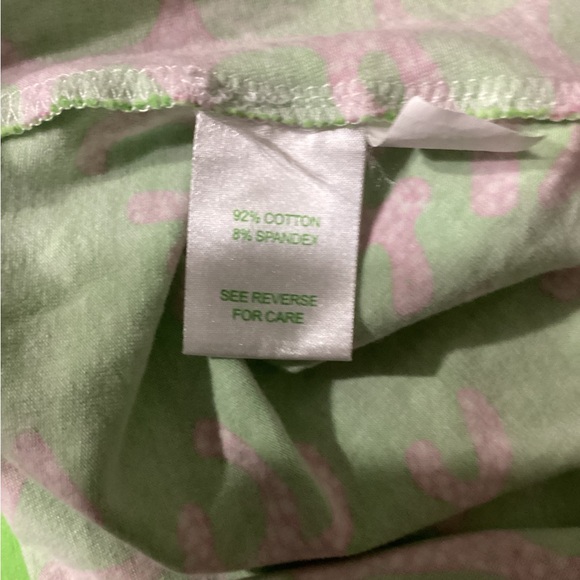 92% COTTON
8% SPANDEX
SEE REVERSE
FOR CARE